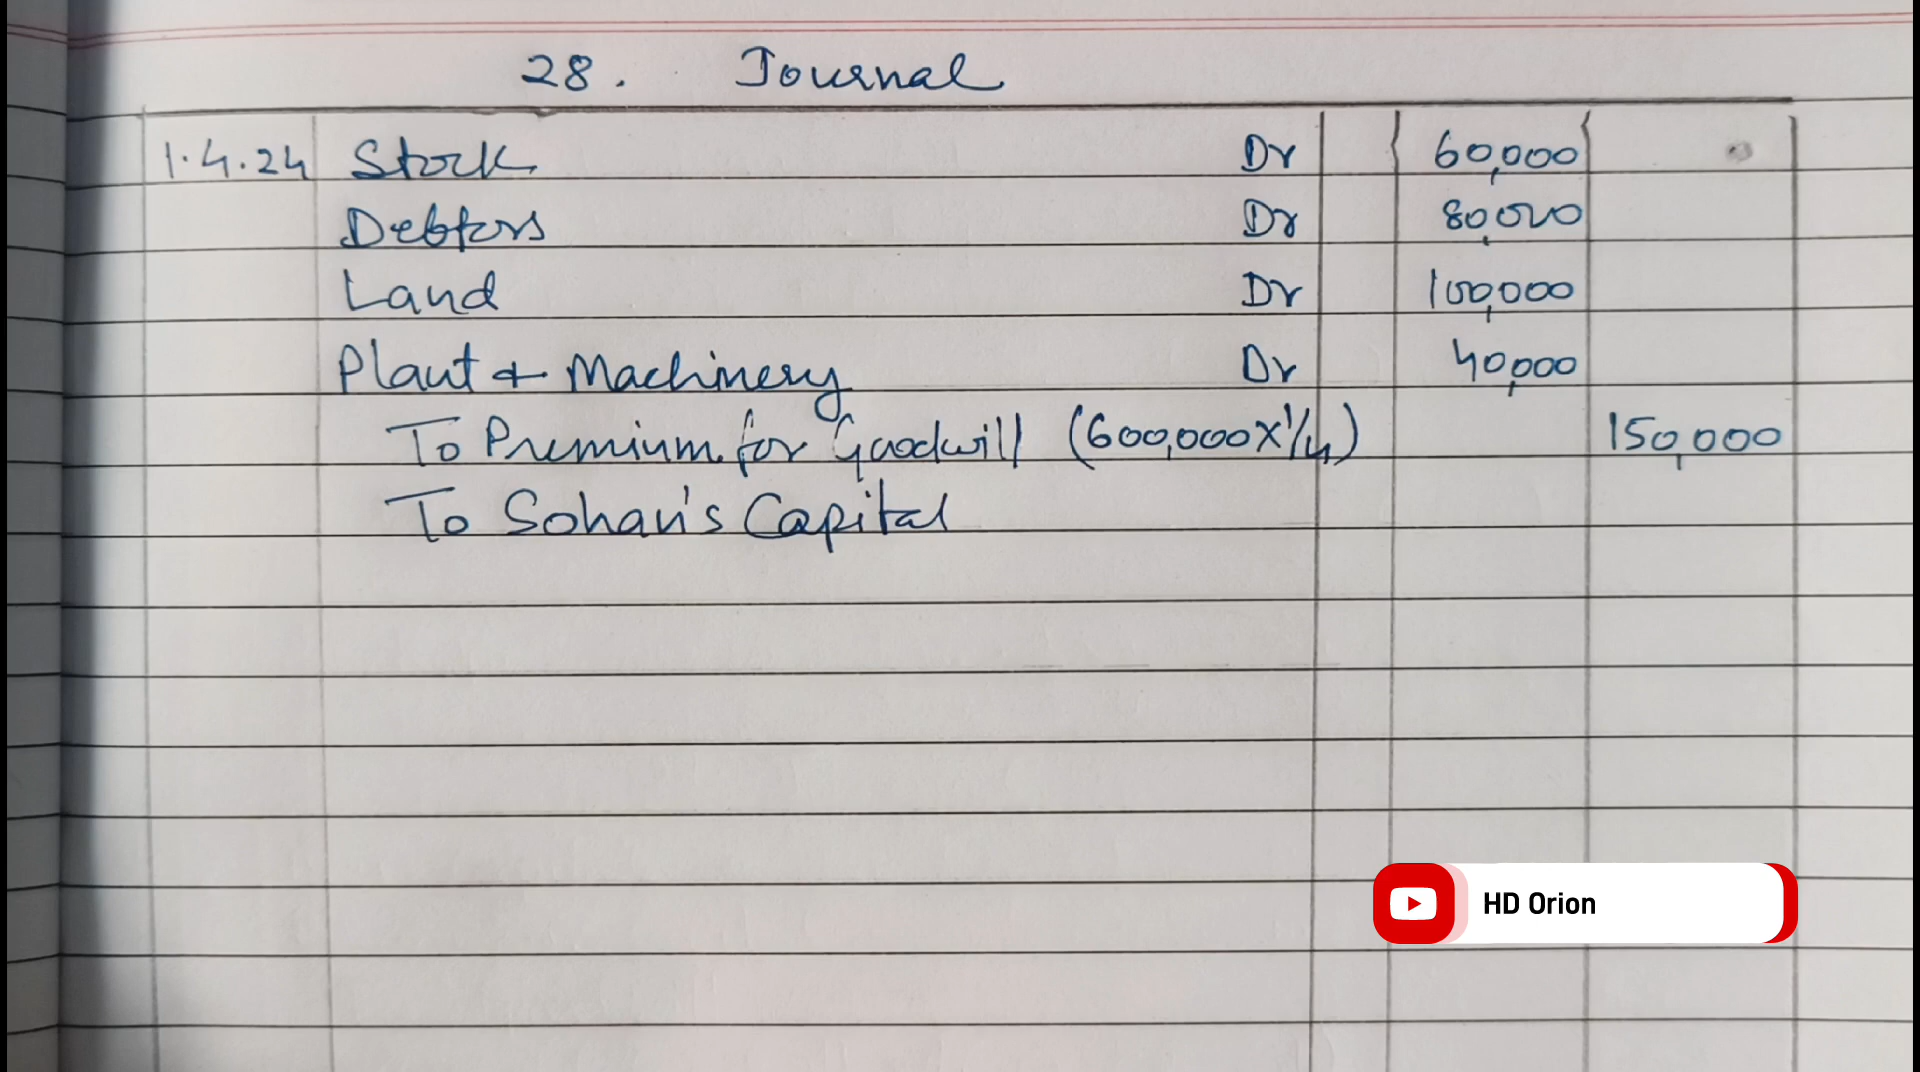 28. Journal
1.4.24 Stock Dr 60,000
Debtors Dr 80,000
Land Dr 100,000
Plant & Machinery Dr 40,000
To Premium for Goodwill (600,000x1/4) 150,000
To Sohan's Capital
HD Orion